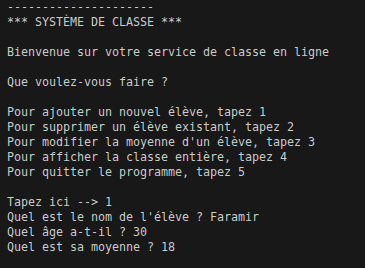 ---------------------
*** SYSTÈME DE CLASSE ***
Bienvenue sur votre service de classe en ligne
Que voulez-vous faire ?
Pour ajouter un nouvel élève, tapez 1
Pour supprimer un élève existant, tapez 2
Pour modifier la moyenne d'un élève, tapez 3
Pour afficher la classe entière, tapez 4
Pour quitter le programme, tapez 5
Tapez ici --> 1
Quel est le nom de l'élève ? Faramir
Quel âge a-t-il ? 30
Quel est sa moyenne ? 18